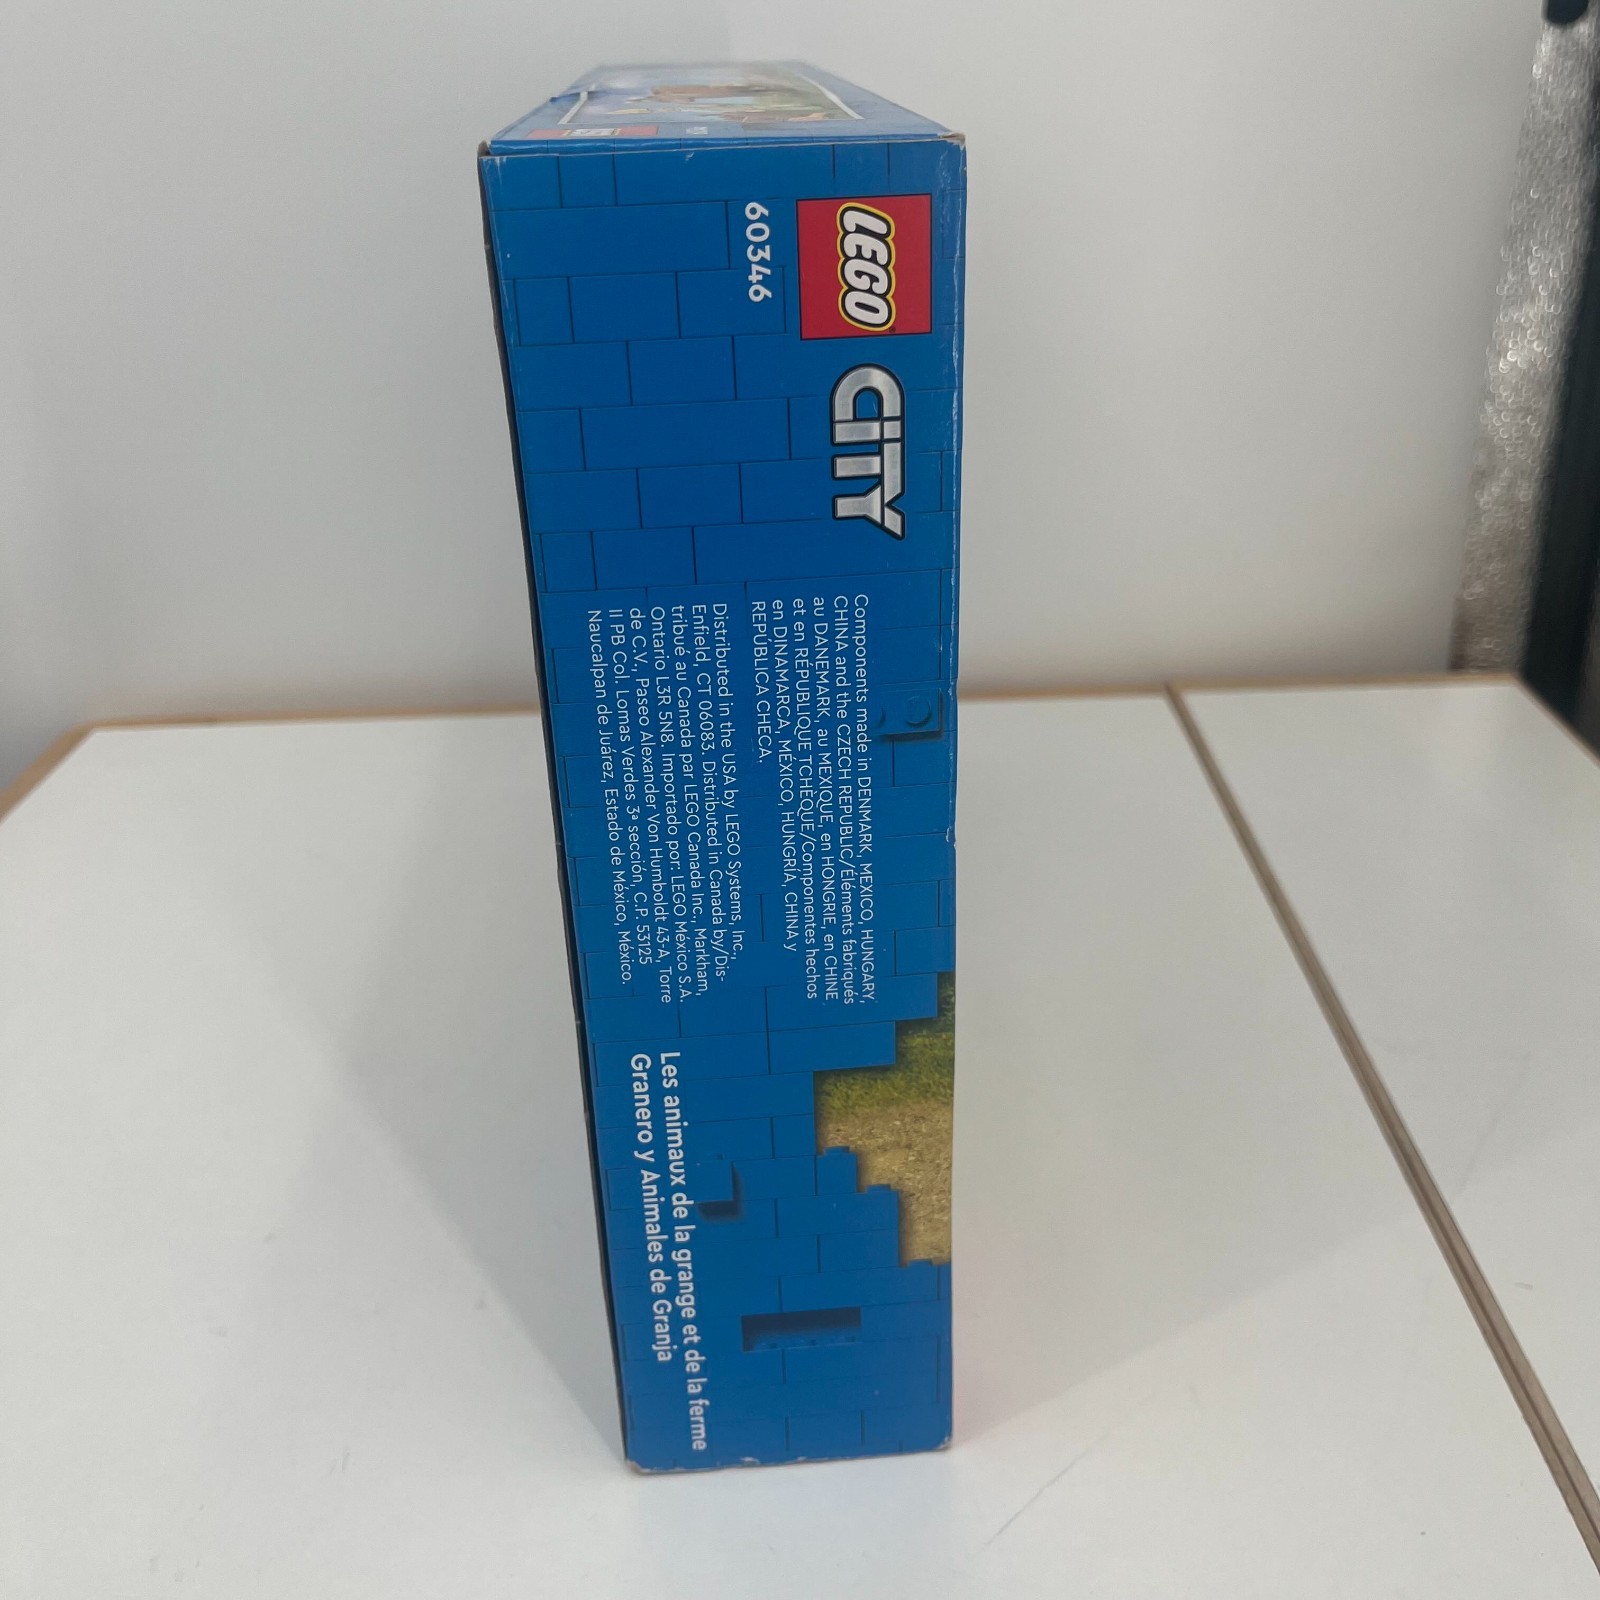 LEGO
CITY
60346
Components made in DENMARK, MEXICO, HUNGARY,
CHINA and the CZECH REPUBLIC/Éléments fabriqués
au DANEMARK, au MEXIQUE, en HONGRIE, en CHINE
et en RÉPUBLIQUE TCHÈQUE/Componentes hechos
en DINAMARCA, MÉXICO, HUNGRÍA, CHINA y
REPÚBLICA CHECA.
Distributed in the USA by LEGO Systems, Inc.,
Enfield, CT 06083. Distributed in Canada by/Dis-
tribué au Canada par LEGO Canada Inc., Markham,
Ontario L3R 5N8. Importado por: LEGO México S.A.
de C.V., Paseo Alexander Von Humboldt 43-A, Torre
II PB Col. Lomas Verdes 3ª sección, C.P. 53125
Naucalpan de Juárez, Estado de México, México.
Les animaux de la grange et de la ferme
Granero y Animales de Granja